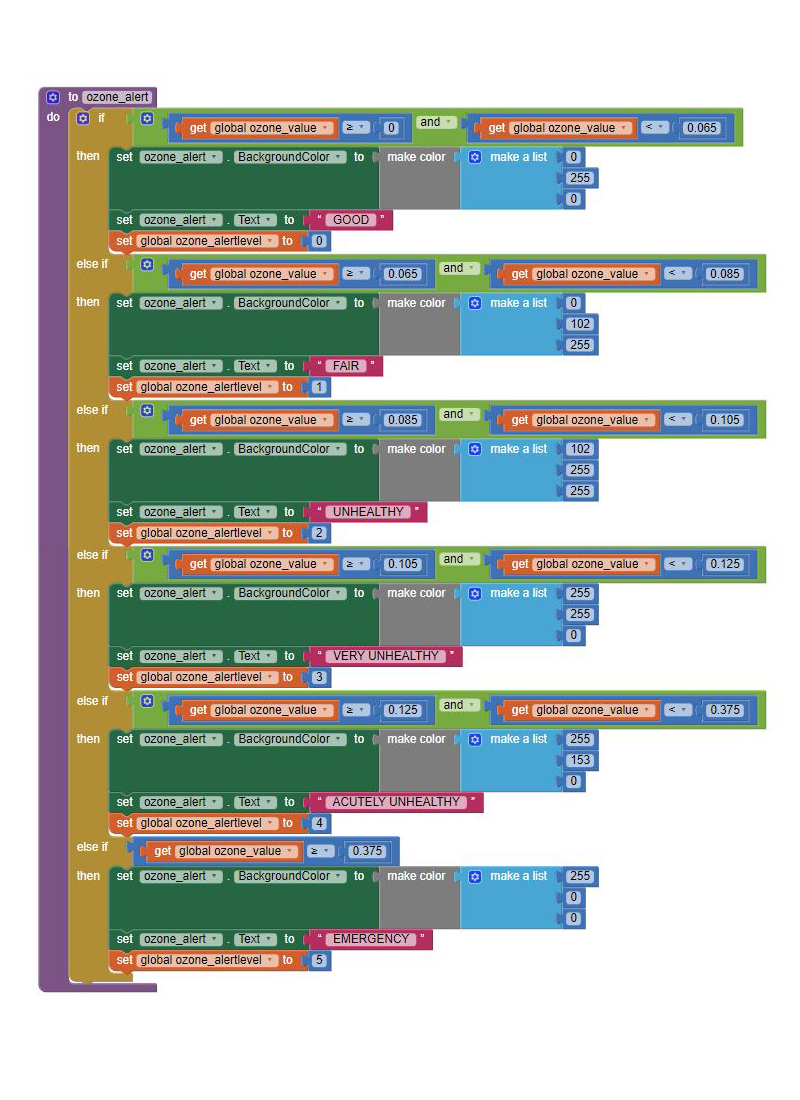 to ozone_alert
do if get global ozone_value ≥ 0 and get global ozone_value < 0.065
then set ozone_alert . BackgroundColor to make color make a list 0
255
0
set ozone_alert . Text to " GOOD "
set global ozone_alertlevel to 0
else if get global ozone_value ≥ 0.065 and get global ozone_value < 0.085
then set ozone_alert . BackgroundColor to make color make a list 0
102
255
set ozone_alert . Text to " FAIR "
set global ozone_alertlevel to 1
else if get global ozone_value ≥ 0.085 and get global ozone_value < 0.105
then set ozone_alert . BackgroundColor to make color make a list 102
255
255
set ozone_alert . Text to " UNHEALTHY "
set global ozone_alertlevel to 2
else if get global ozone_value ≥ 0.105 and get global ozone_value < 0.125
then set ozone_alert . BackgroundColor to make color make a list 255
255
0
set ozone_alert . Text to " VERY UNHEALTHY "
set global ozone_alertlevel to 3
else if get global ozone_value ≥ 0.125 and get global ozone_value < 0.375
then set ozone_alert . BackgroundColor to make color make a list 255
153
0
set ozone_alert . Text to " ACUTELY UNHEALTHY "
set global ozone_alertlevel to 4
else if get global ozone_value ≥ 0.375
then set ozone_alert . BackgroundColor to make color make a list 255
0
0
set ozone_alert . Text to " EMERGENCY "
set global ozone_alertlevel to 5